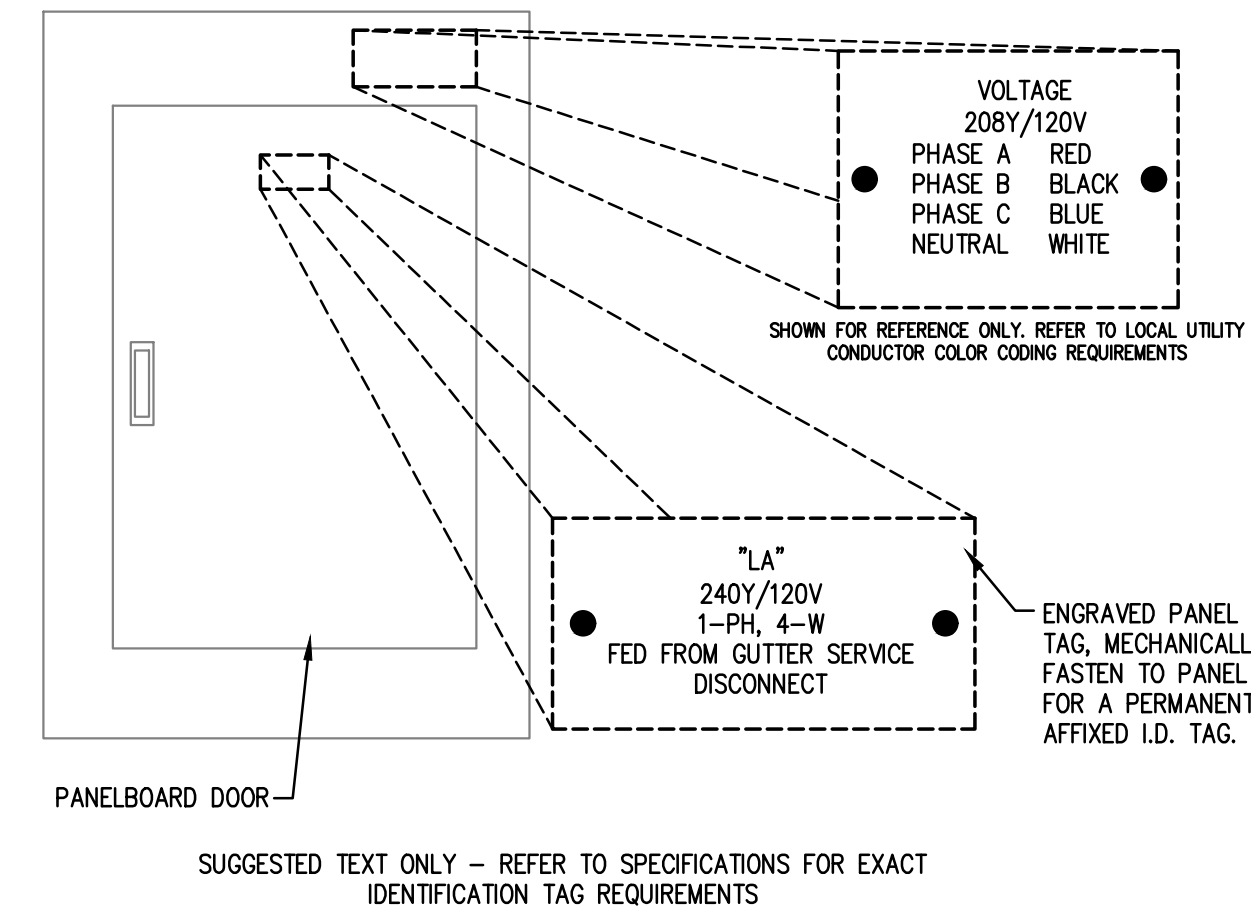 VOLTAGE
208Y/120V
PHASE A RED
PHASE B BLACK
PHASE C BLUE
NEUTRAL WHITE
SHOWN FOR REFERENCE ONLY. REFER TO LOCAL UTILITY
CONDUCTOR COLOR CODING REQUIREMENTS
"LA"
240Y/120V
1-PH, 4-W
FED FROM GUTTER SERVICE
DISCONNECT
ENGRAVED PANEL
TAG, MECHANICALL
FASTEN TO PANEL
FOR A PERMANENT
AFFIXED I.D. TAG.
PANELBOARD DOOR
SUGGESTED TEXT ONLY – REFER TO SPECIFICATIONS FOR EXACT
IDENTIFICATION TAG REQUIREMENTS